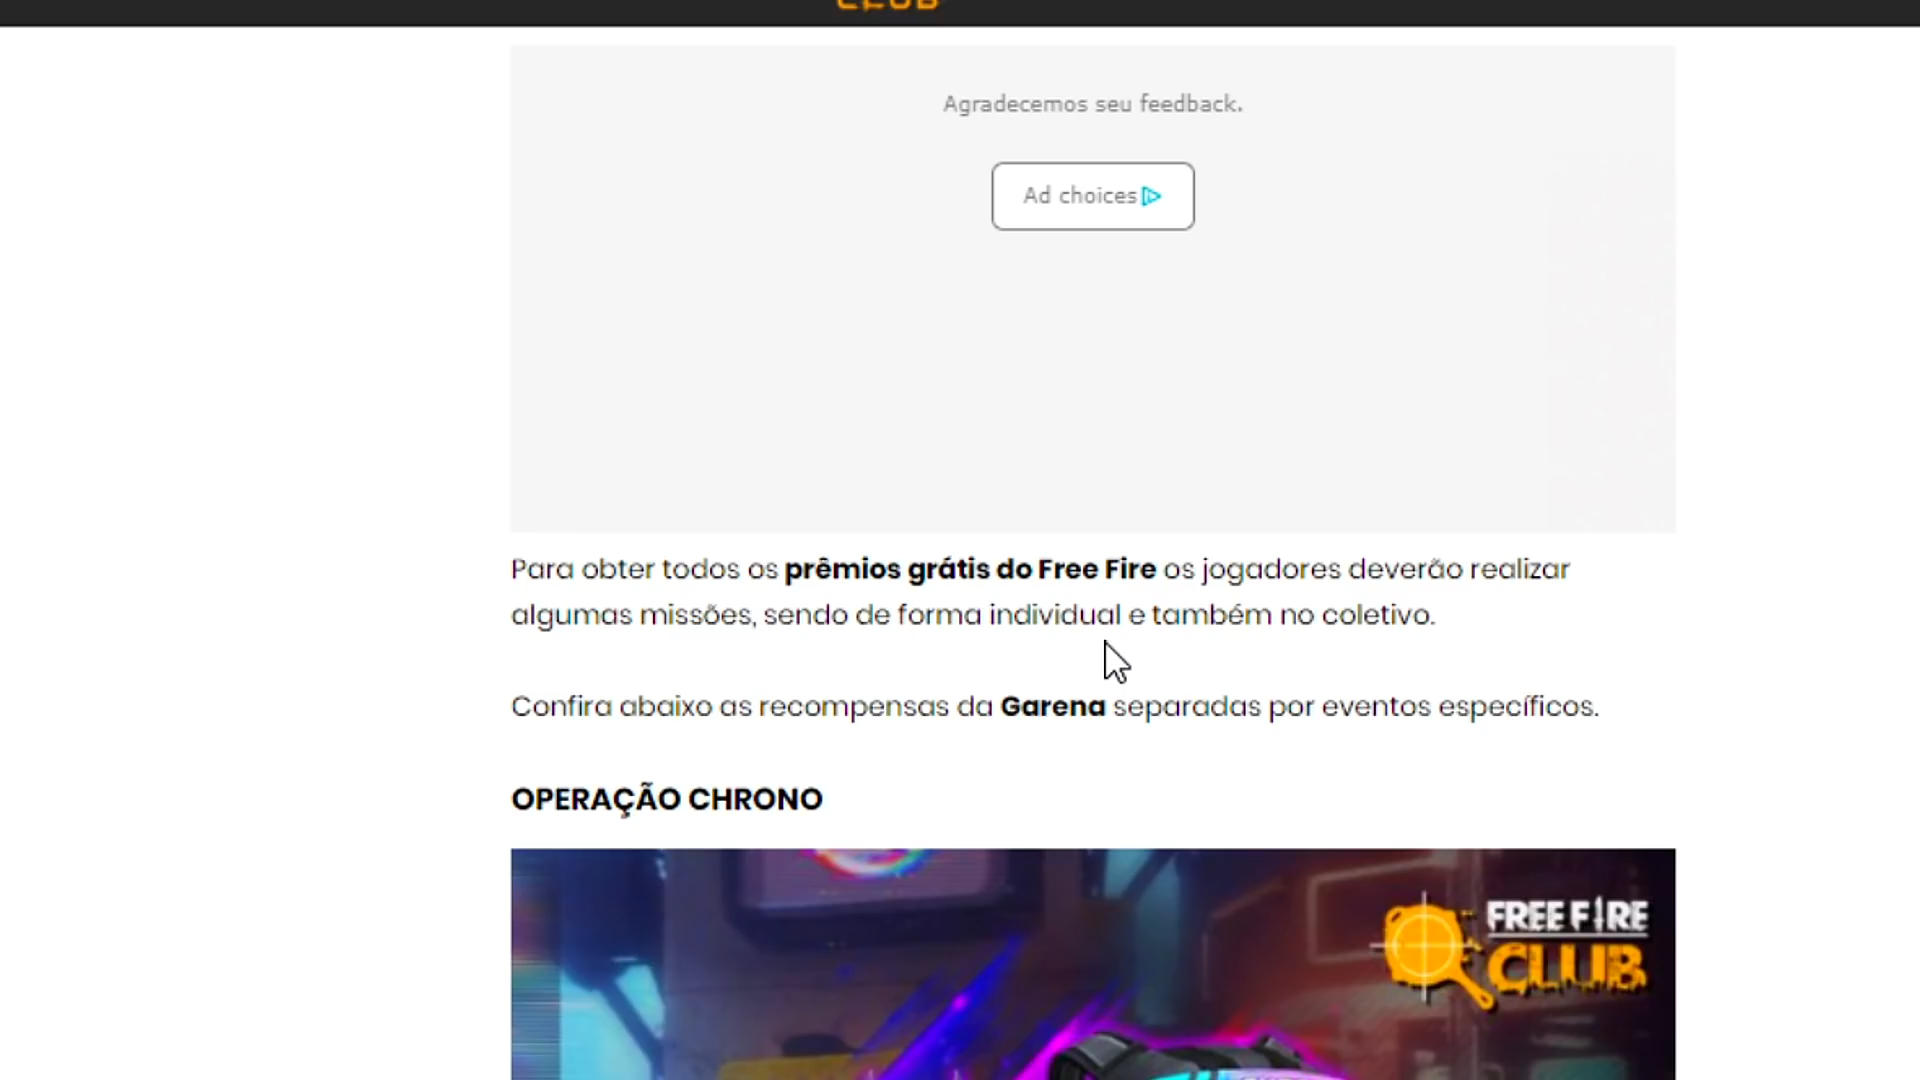 CLUB
Agradecemos seu feedback.
Ad choices
Para obter todos os prêmios grátis do Free Fire os jogadores deverão realizar
algumas missões, sendo de forma individual e também no coletivo.
Confira abaixo as recompensas da Garena separadas por eventos específicos.
OPERAÇÃO CHRONO
FREE FIRE
CLUB